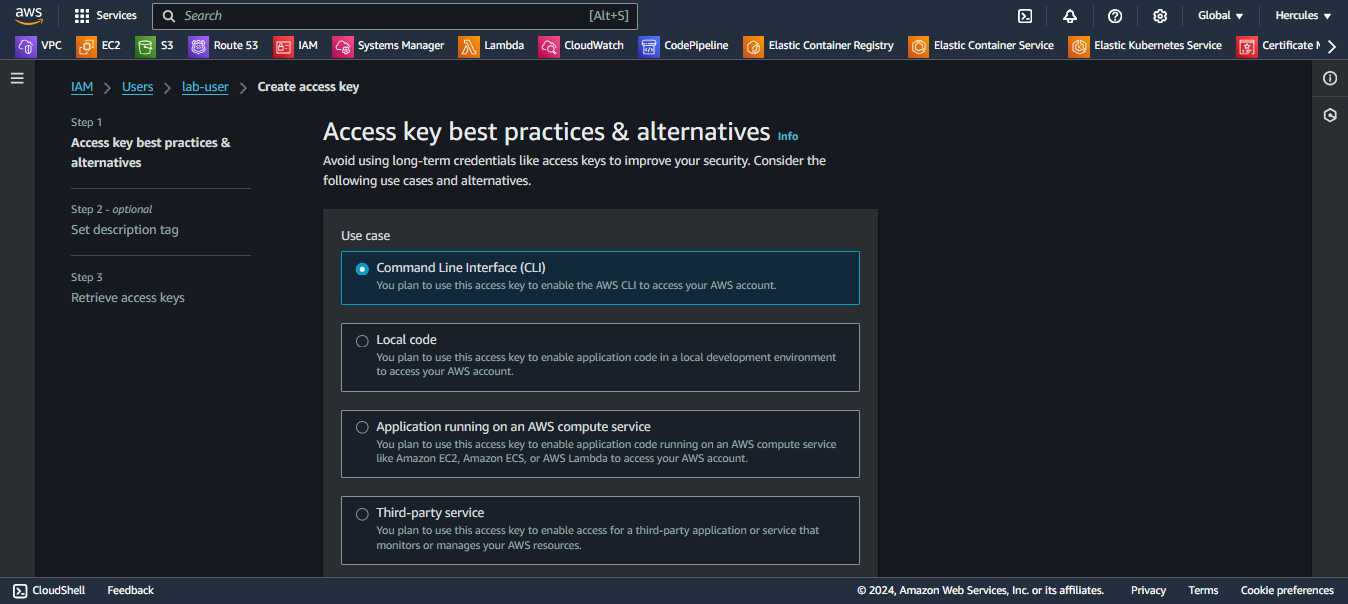 aws
Services
Search [Alt+S]
Global
Hercules
VPC
EC2
S3
Route 53
IAM
Systems Manager
Lambda
CloudWatch
CodePipeline
Elastic Container Registry
Elastic Container Service
Elastic Kubernetes Service
Certificate
IAM > Users > lab-user > Create access key
Step 1
Access key best practices &
alternatives
Step 2 - optional
Set description tag
Step 3
Retrieve access keys
Access key best practices & alternatives Info
Avoid using long-term credentials like access keys to improve your security. Consider the
following use cases and alternatives.
Use case
Command Line Interface (CLI)
You plan to use this access key to enable the AWS CLI to access your AWS account.
Local code
You plan to use this access key to enable application code in a local development environment
to access your AWS account.
Application running on an AWS compute service
You plan to use this access key to enable application code running on an AWS compute service
like Amazon EC2, Amazon ECS, or AWS Lambda to access your AWS account.
Third-party service
You plan to use this access key to enable access for a third-party application or service that
monitors or manages your AWS resources.
CloudShell
Feedback
© 2024, Amazon Web Services, Inc. or its affiliates.
Privacy
Terms
Cookie preferences